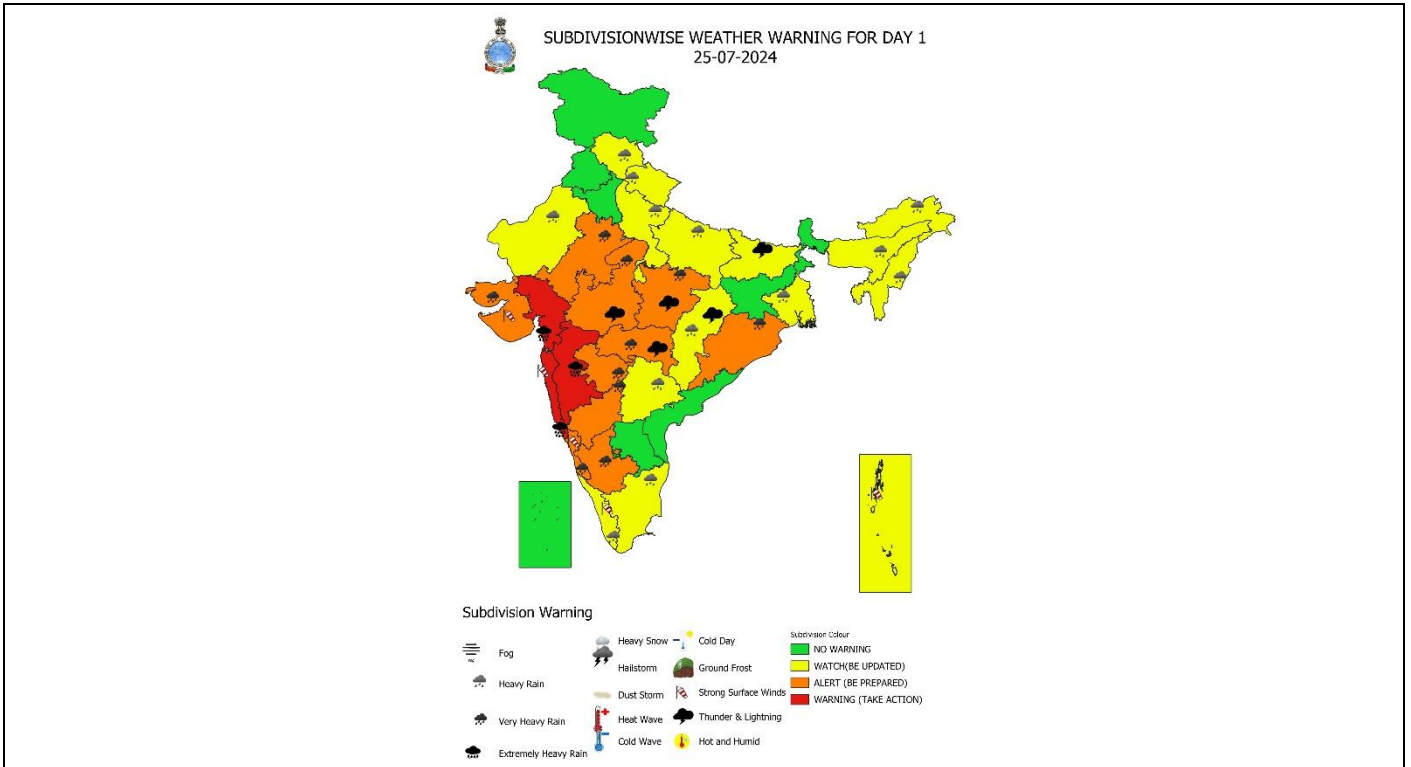 SUBDIVISIONWISE WEATHER WARNING FOR DAY 1
25-07-2024
Subdivision Warning
Fog
Heavy Rain
Very Heavy Rain
Extremely Heavy Rain
Heavy Snow
Hailstorm
Dust Storm
Heat Wave
Cold Wave
Cold Day
Ground Frost
Strong Surface Winds
Thunder & Lightning
Hot and Humid
Subdivision Colour
NO WARNING
WATCH(BE UPDATED)
ALERT (BE PREPARED)
WARNING (TAKE ACTION)